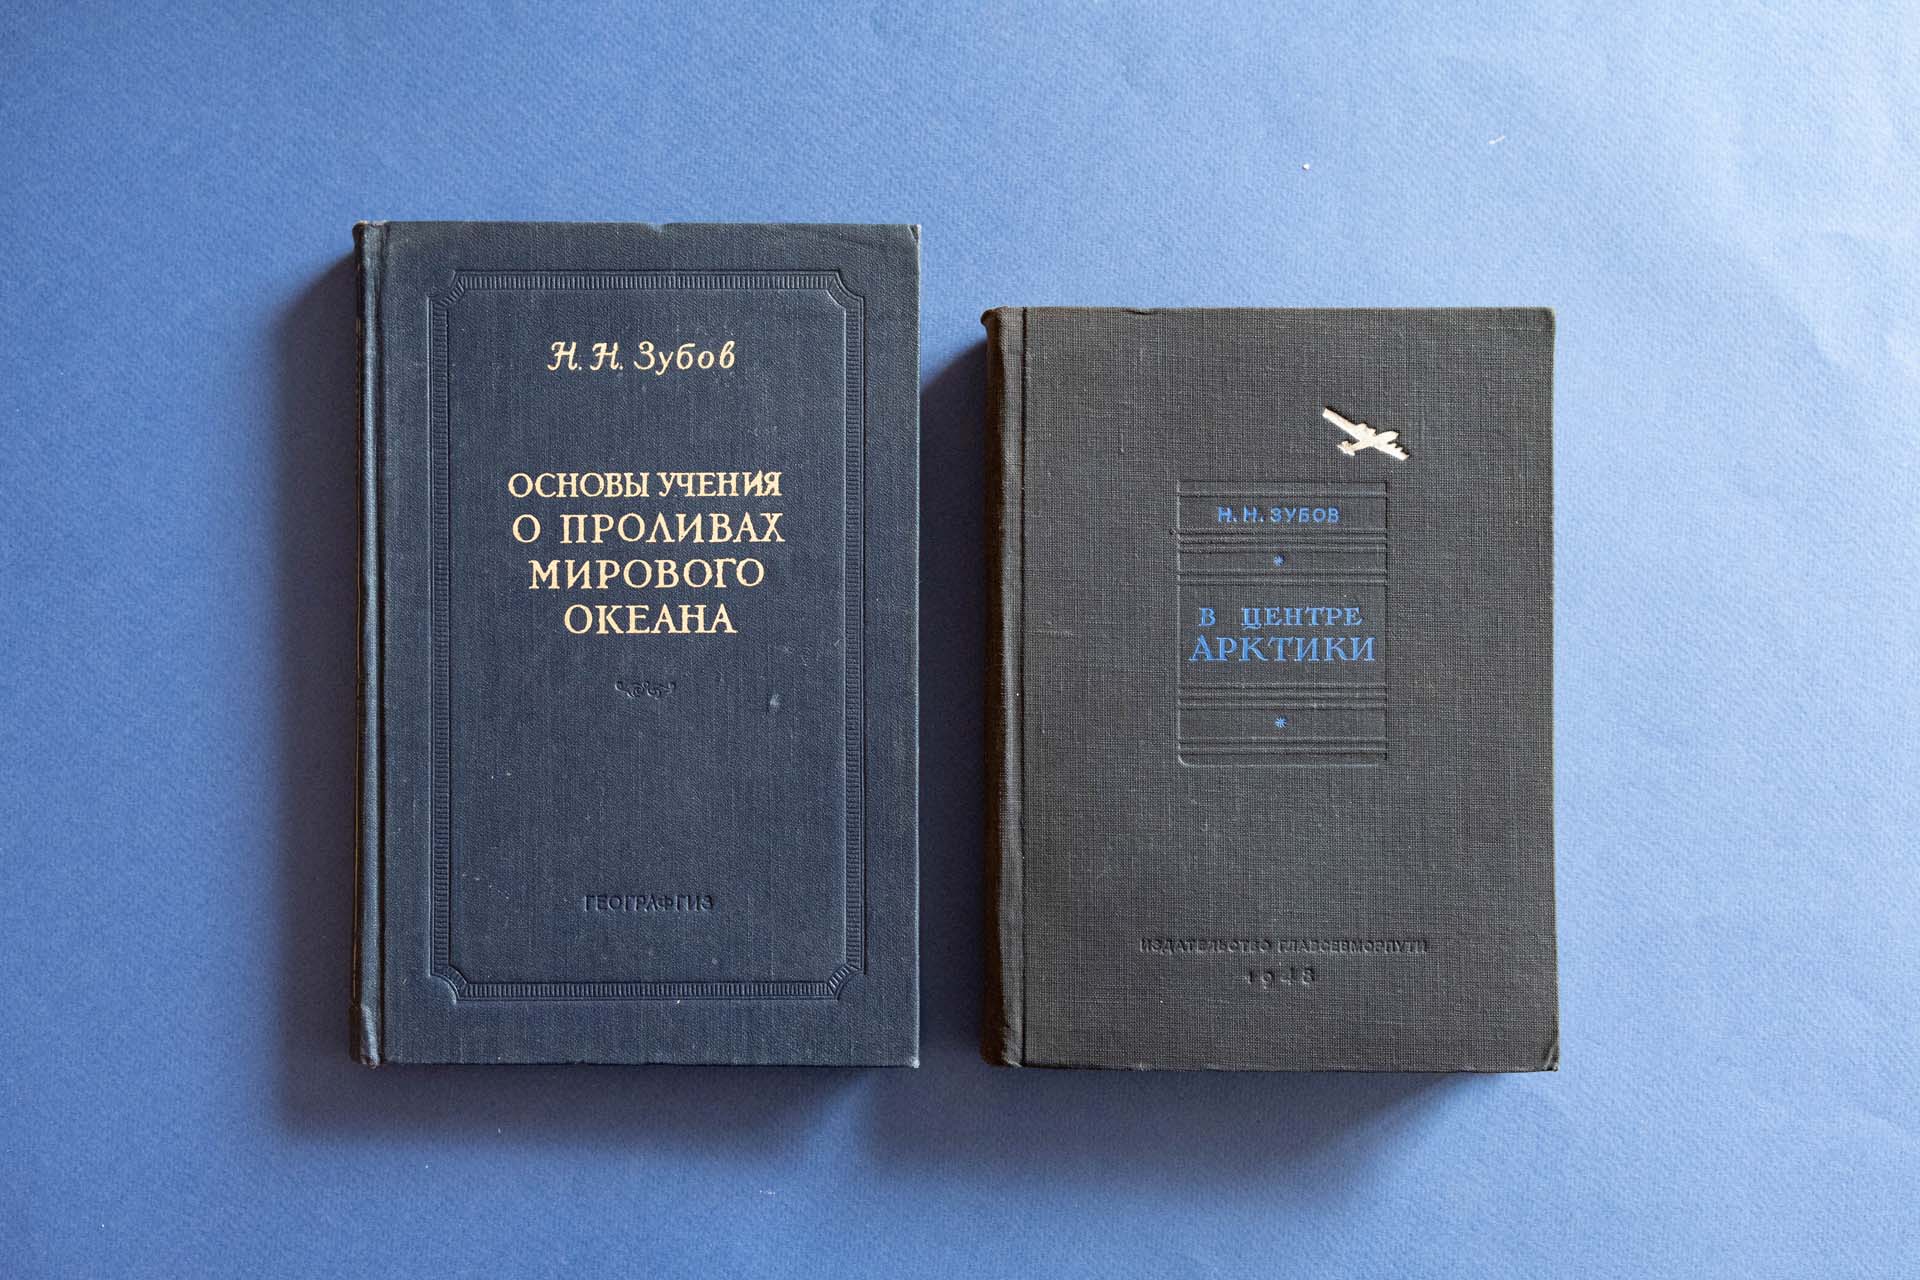 Н. Н. Зубов
ОСНОВЫ УЧЕНИЯ
О ПРОЛИВАХ
МИРОВОГО
ОКЕАНА
ГЕОГРАФГИЗ
Н. Н. ЗУБОВ
В ЦЕНТРЕ
АРКТИКИ
ИЗДАТЕЛЬСТВО ГЛАВСЕВМОРПУТИ
1948